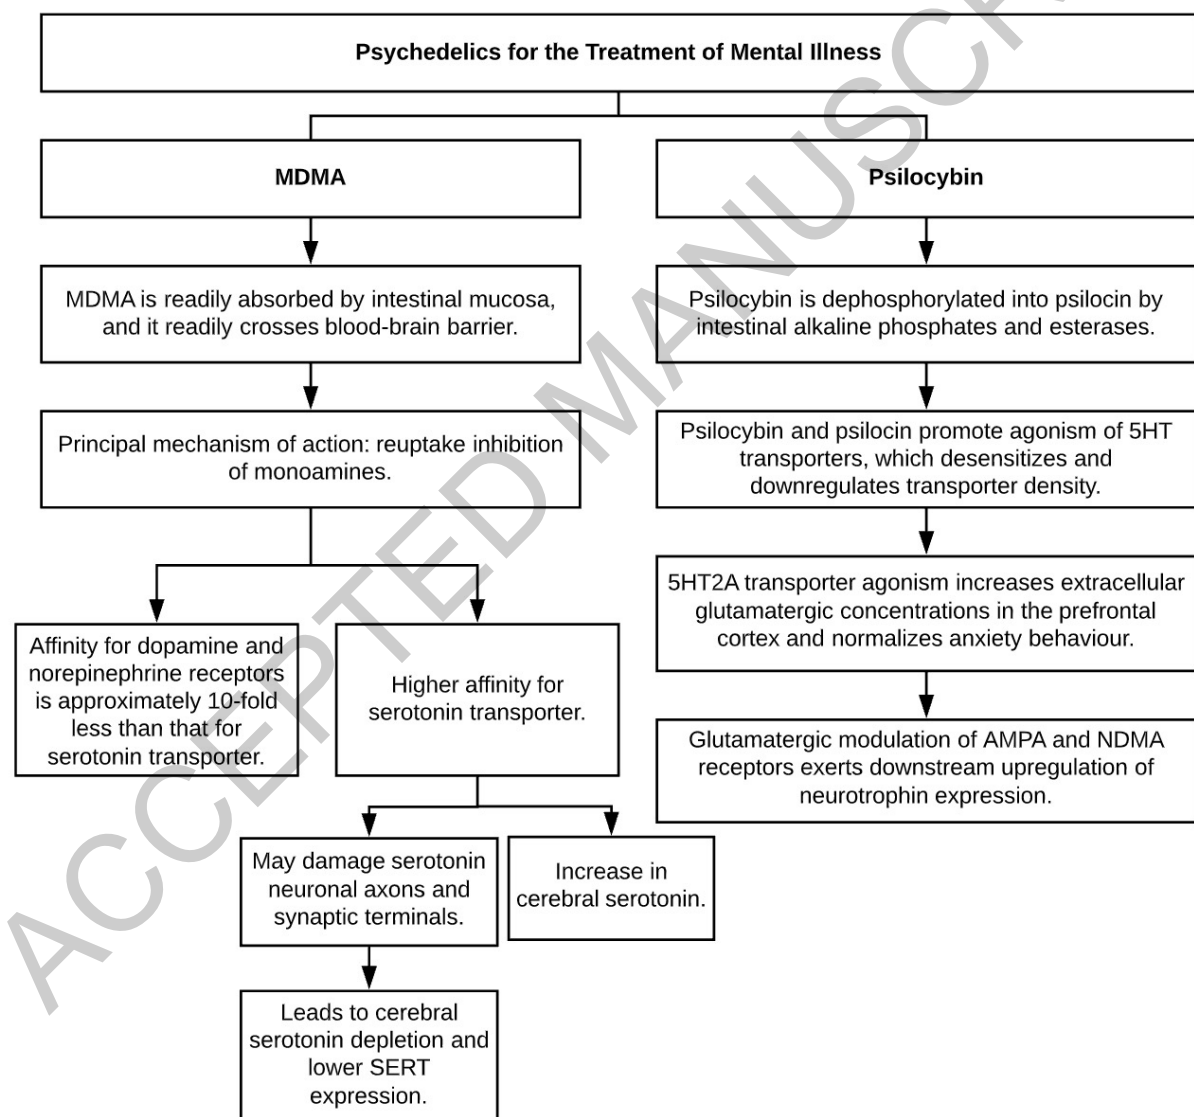 Psychedelics for the Treatment of Mental Illness
MDMA
Psilocybin
MDMA is readily absorbed by intestinal mucosa,
and it readily crosses blood-brain barrier.
Psilocybin is dephosphorylated into psilocin by
intestinal alkaline phosphates and esterases.
Principal mechanism of action: reuptake inhibition
of monoamines.
Psilocybin and psilocin promote agonism of 5HT
transporters, which desensitizes and
downregulates transporter density.
5HT2A transporter agonism increases extracellular
glutamatergic concentrations in the prefrontal
cortex and normalizes anxiety behaviour.
Affinity for dopamine and
norepinephrine receptors
is approximately 10-fold
less than that for
serotonin transporter.
Higher affinity for
serotonin transporter.
Glutamatergic modulation of AMPA and NDMA
receptors exerts downstream upregulation of
neurotrophin expression.
May damage serotonin
neuronal axons and
synaptic terminals.
Increase in
cerebral serotonin.
Leads to cerebral
serotonin depletion and
lower SERT
expression.
ACCEPTED MANUSCR